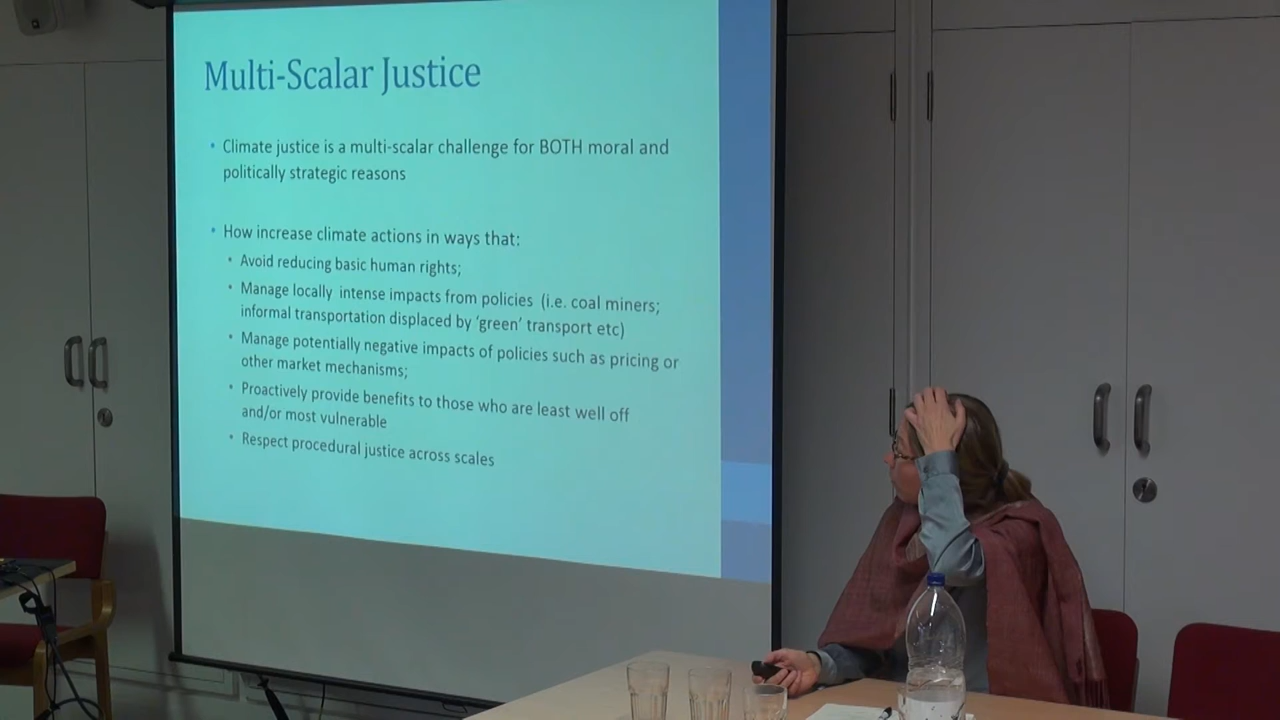 Multi-Scalar Justice
• Climate justice is a multi-scalar challenge for BOTH moral and
politically strategic reasons
• How increase climate actions in ways that:
• Avoid reducing basic human rights;
• Manage locally intense impacts from policies (i.e. coal miners;
informal transportation displaced by ‘green’ transport etc)
• Manage potentially negative impacts of policies such as pricing or
other market mechanisms;
• Proactively provide benefits to those who are least well off
and/or most vulnerable
• Respect procedural justice across scales